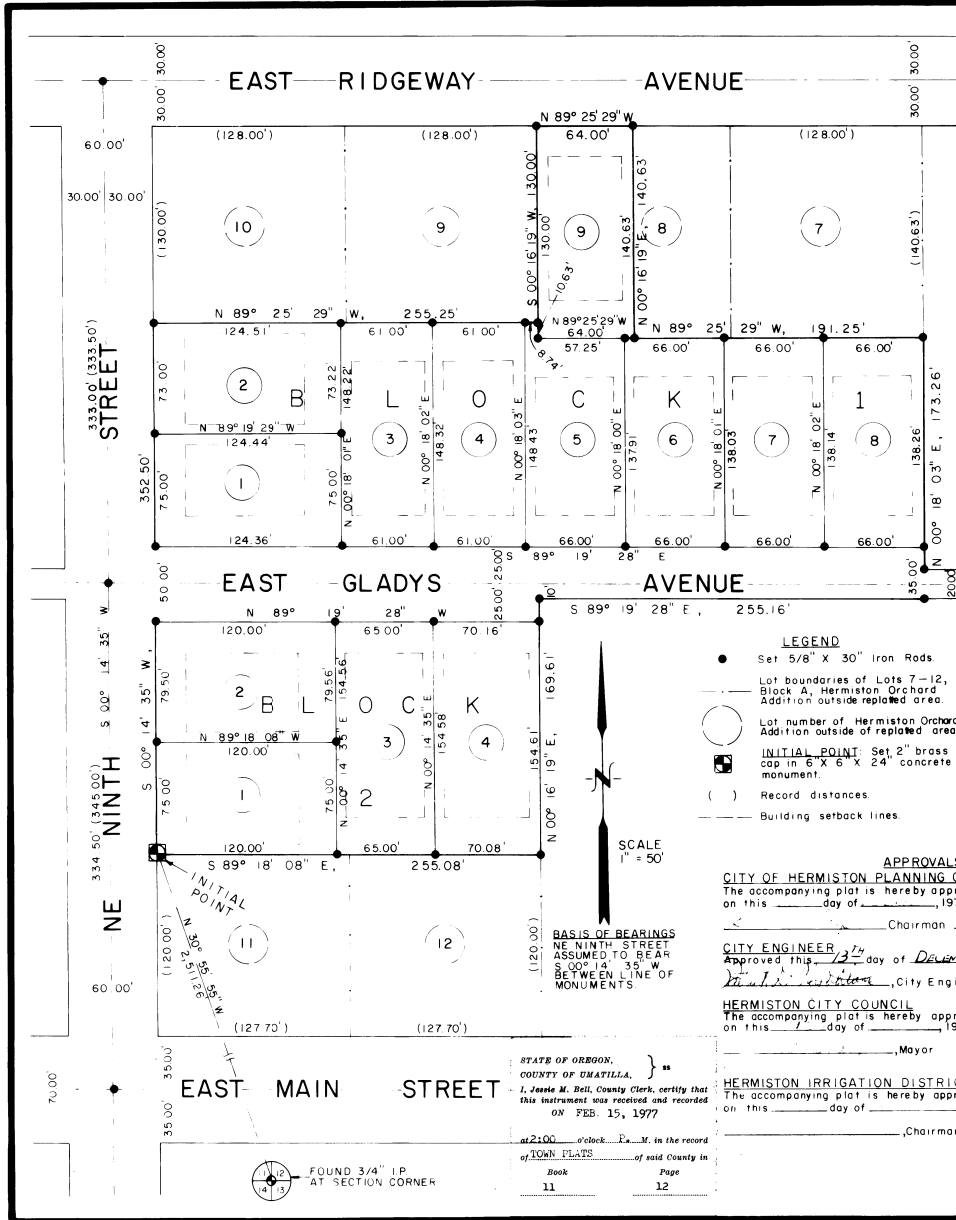 EAST RIDGEWAY AVENUE
30.00' 30.00'
30.00' 30.00'
60.00'
30.00' 30.00'
N 89° 25' 29" W
(128.00') (128.00') 64.00' (128.00')
(130.00')
S 00° 16' 19" W, 130.00'
130.00'
140.63'
N 00° 16' 19" E, 140.63'
(140.63')
10 9 9 8 7
10.63'
N 89° 25' 29" W, 255.25'
N 89° 25' 29" W
64.00'
N 89° 25' 29" W, 191.25'
124.51' 61.00' 61.00' 57.25' 66.00' 66.00' 66.00'
8.74'
333.00' (333.50')
STREET
352.50'
73.00'
2
73.22'
148.22'
BLOCK 1
N 89° 19' 29" W
124.44'
75.00'
1
75.00'
N 00° 18' 01" E
3
N 00° 18' 02" E
148.32'
4
N 00° 18' 03" E
148.43'
5
N 00° 18' 00" E
137.91'
6
N 00° 18' 01" E
138.03'
7
N 00° 18' 02" E
138.14'
8
138.26'
N 00° 18' 03" E, 173.26'
124.36' 61.00' 61.00' 66.00' 66.00' 66.00' 66.00'
S 89° 19' 28" E
EAST GLADYS AVENUE
50.00'
25.00' 25.00'
10'
35.00'
20.00'
N 89° 19' 28" W
S 89° 19' 28" E, 255.16'
120.00' 65.00' 70.16'
NE NINTH
S 00° 14' 35" W
334.50' (345.00')
S 00° 14' 35" W,
79.50'
2
79.56'
154.56'
BLOCK 2
N 89° 18' 08" W
120.00'
75.00'
1
75.00'
N 00° 14' 35" E
3
N 00° 14' 35" E
154.58'
4
154.61'
169.61'
N 00° 16' 19" E,
120.00' 65.00' 70.08'
S 89° 18' 08" E, 255.08'
INITIAL
POINT
N 30° 55' 55" W
2,511.26
(120.00')
11 12
(120.00')
60.00'
(127.70') (127.70')
N
SCALE
1" = 50'
BASIS OF BEARINGS
NE NINTH STREET
ASSUMED TO BEAR
S 00° 14' 35" W
BETWEEN LINE OF
MONUMENTS.
LEGEND
Set 5/8" X 30" Iron Rods.
Lot boundaries of Lots 7-12,
Block A, Hermiston Orchard
Addition outside replated area.
Lot number of Hermiston Orchard
Addition outside of replated area
INITIAL POINT: Set 2" brass
cap in 6" X 6" X 24" concrete
monument.
( ) Record distances.
Building setback lines.
APPROVALS
CITY OF HERMISTON PLANNING C
The accompanying plat is hereby appr
on this day of , 197
Chairman
CITY ENGINEER
Approved this 13TH day of DECEM
, City Engi
HERMISTON CITY COUNCIL
The accompanying plat is hereby appr
on this day of , 19
, Mayor
HERMISTON IRRIGATION DISTRIC
The accompanying plat is hereby appr
on this day of
, Chairma
70.00'
35.00'
35.00'
EAST MAIN STREET
11 12
14 13
FOUND 3/4" I.P.
AT SECTION CORNER
STATE OF OREGON,
COUNTY OF UMATILLA, } ss
I, Jessie M. Bell, County Clerk, certify that
this instrument was received and recorded
ON FEB. 15, 1977
at 2:00 o'clock P. M. in the record
of TOWN PLATS of said County in
Book Page
11 12